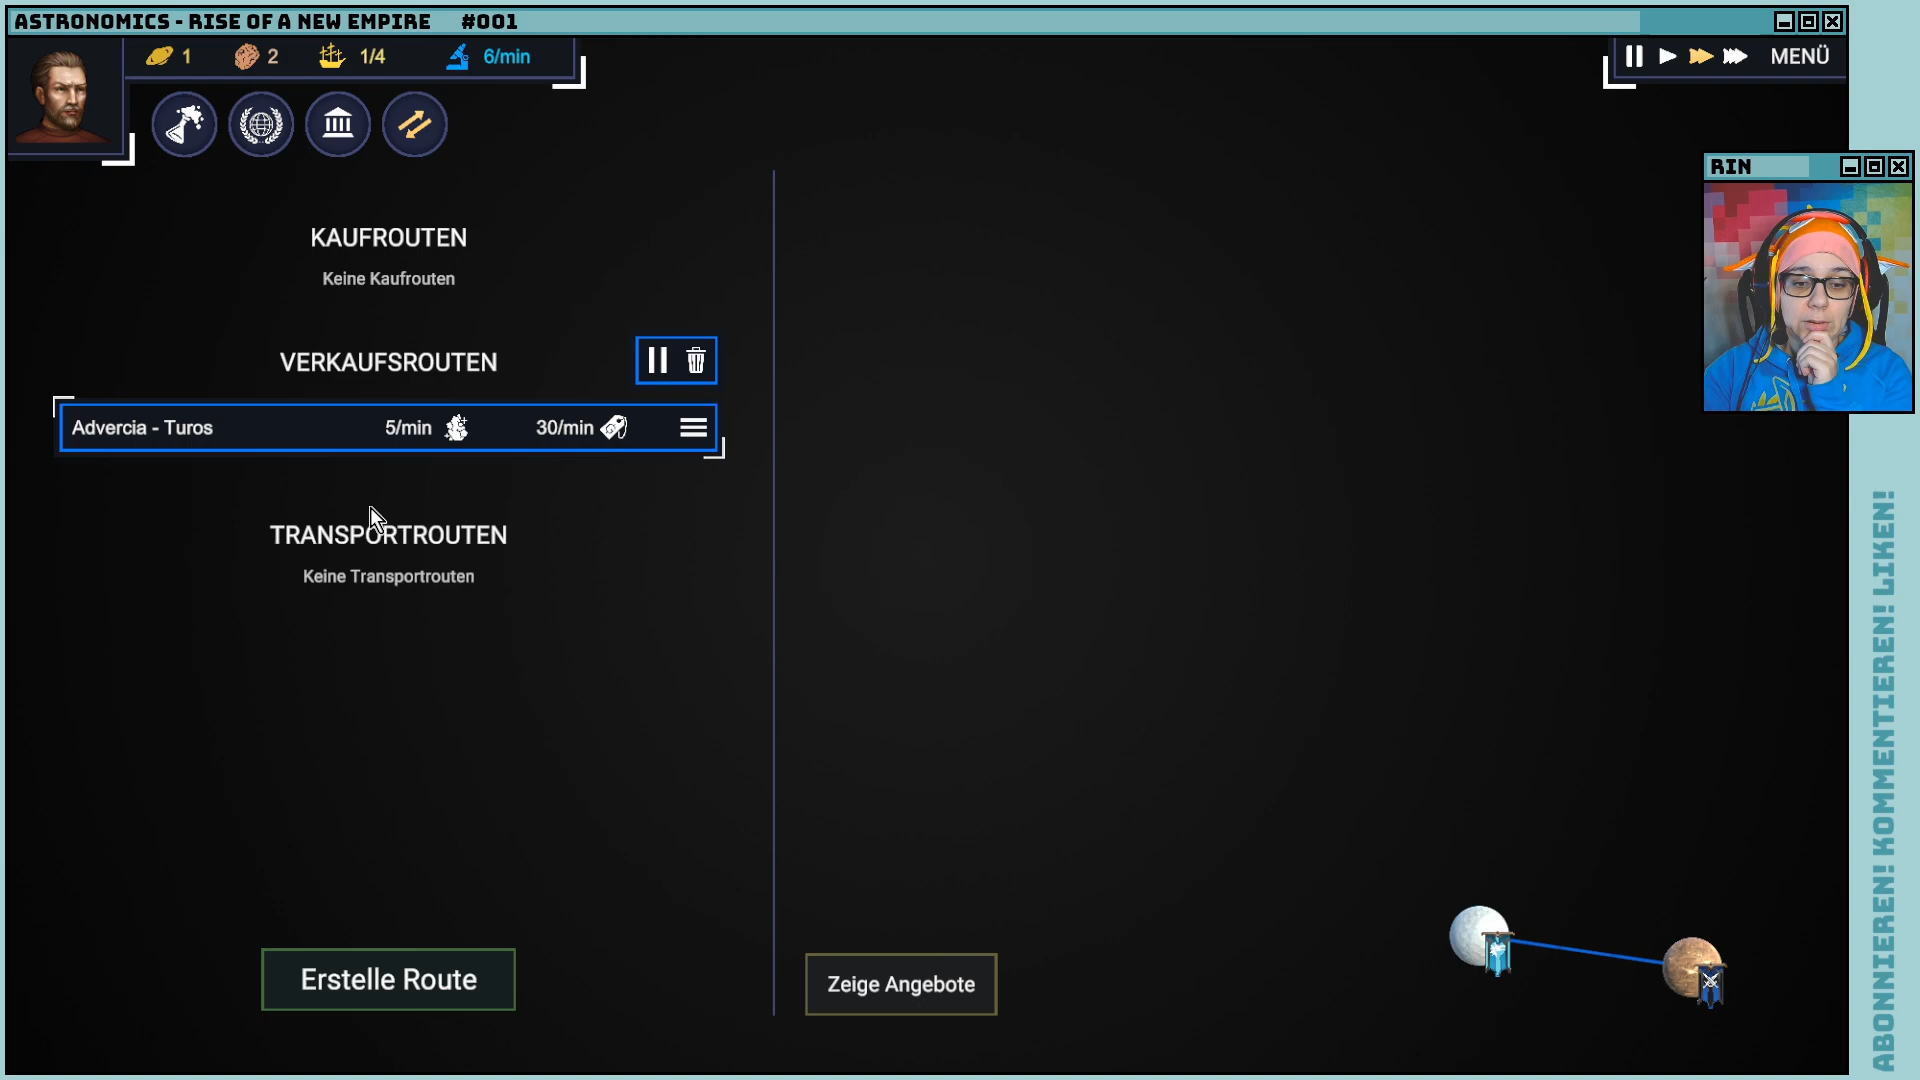 ASTRONOMICS - RISE OF A NEW EMPIRE #001
1 2 1/4 6/min
MENÜ
RIN
KAUFROUTEN
Keine Kaufrouten
VERKAUFSROUTEN
Advercia - Turos 5/min 30/min
TRANSPORTROUTEN
Keine Transportrouten
Erstelle Route
Zeige Angebote
ABONNIEREN! KOMMENTIEREN! LIKEN!